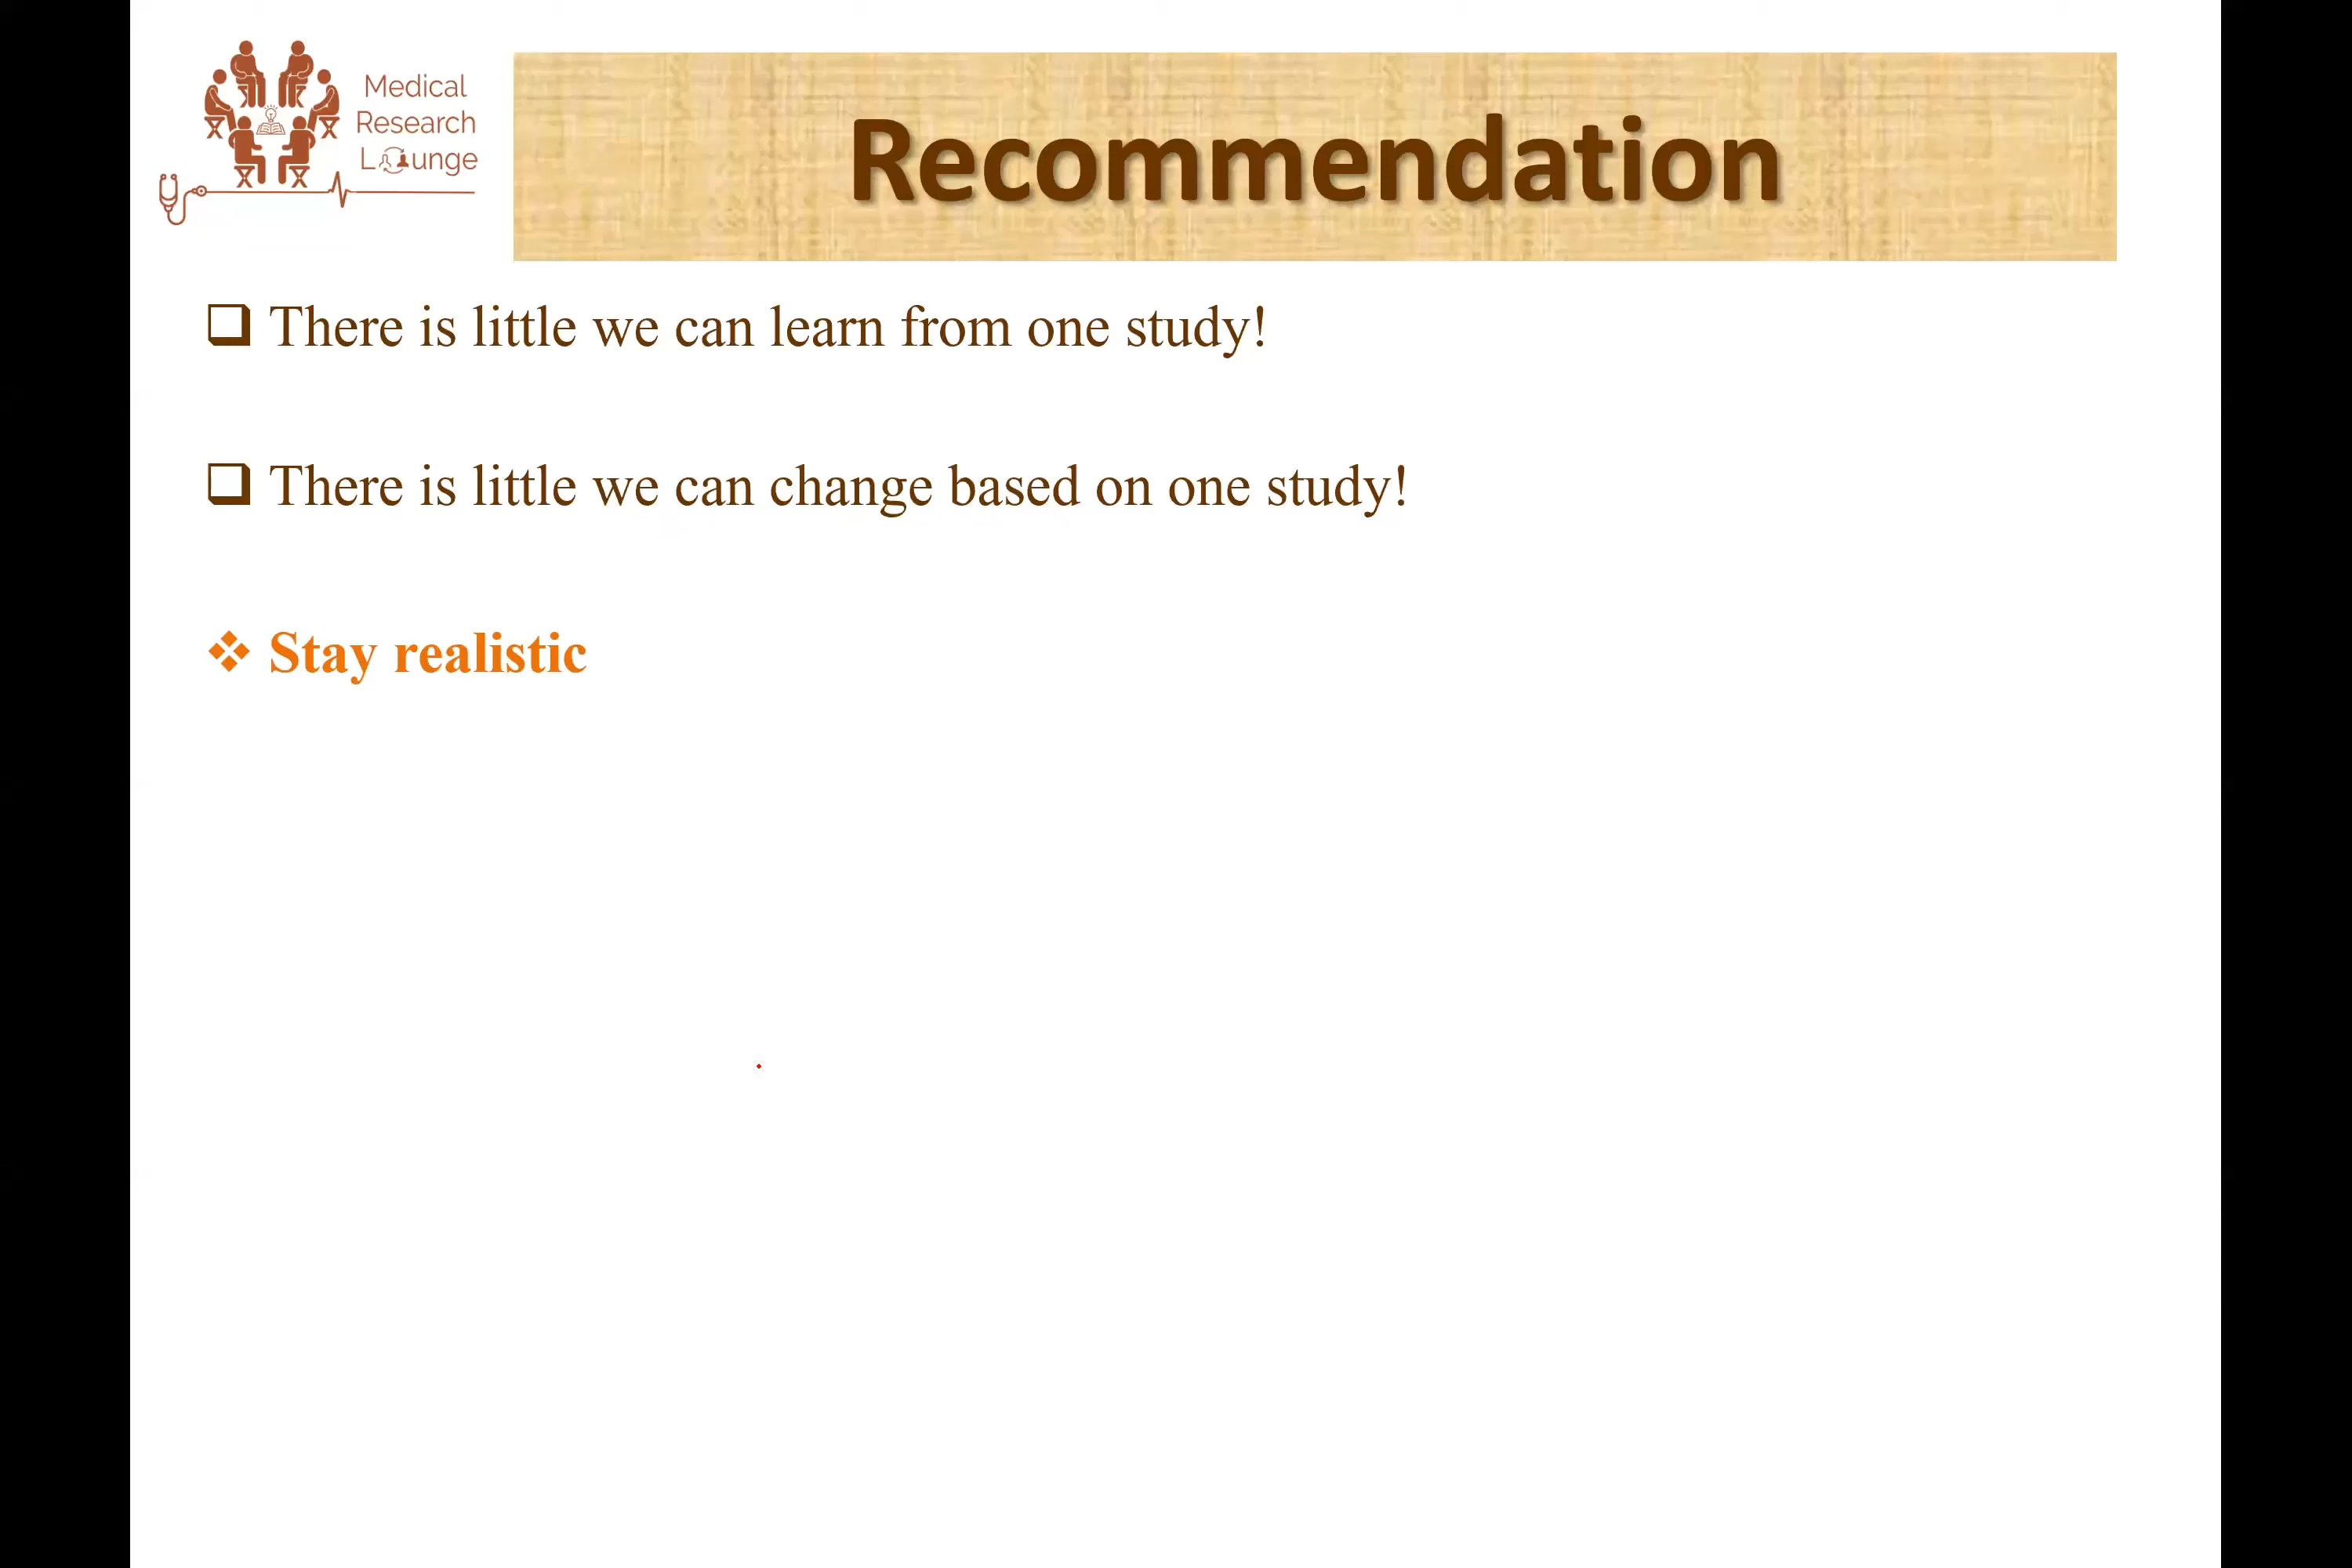 Medical
Research
Lounge
Recommendation
There is little we can learn from one study!
There is little we can change based on one study!
Stay realistic